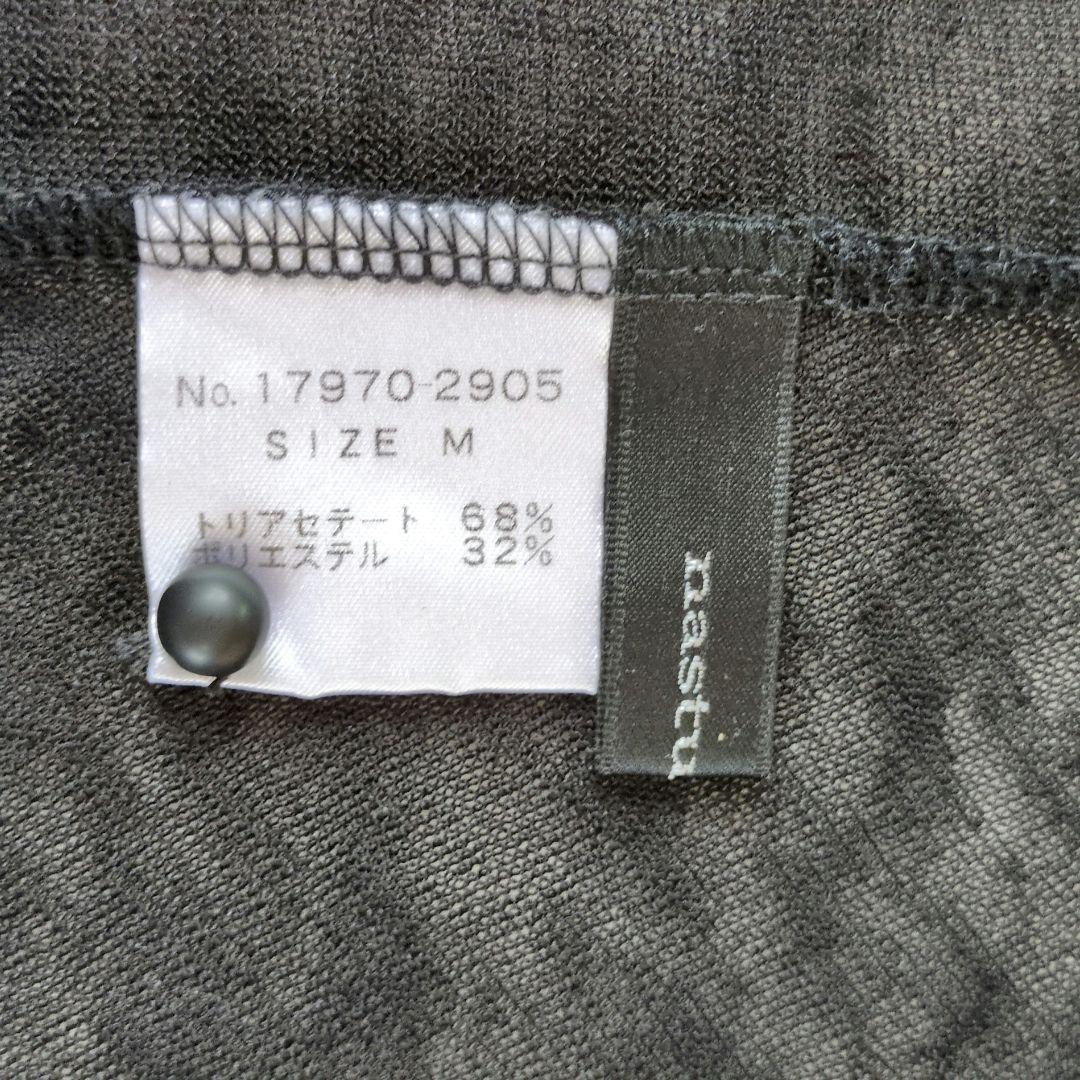 No. 17970-2905
SIZE M
トリアセテート 68%
ポリエステル 32%
nastu